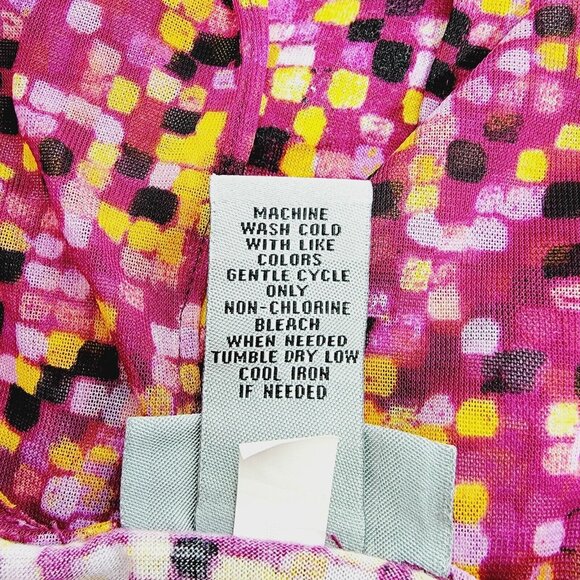 MACHINE
WASH COLD
WITH LIKE
COLORS
GENTLE CYCLE
ONLY
NON-CHLORINE
BLEACH
WHEN NEEDED
TUMBLE DRY LOW
COOL IRON
IF NEEDED